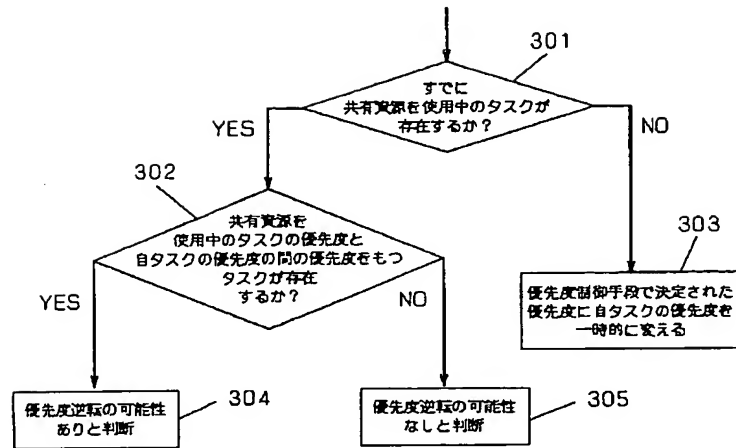 301
すでに
共有資源を使用中のタスクが
存在するか？
YES
NO
302
共有資源を
使用中のタスクの優先度と
自タスクの優先度の間の優先度をもつ
タスクが存在
するか？
303
優先度制御手段で決定された
優先度に自タスクの優先度を
一時的に変える
YES
NO
優先度逆転の可能性
ありと判断
304
優先度逆転の可能性
なしと判断
305